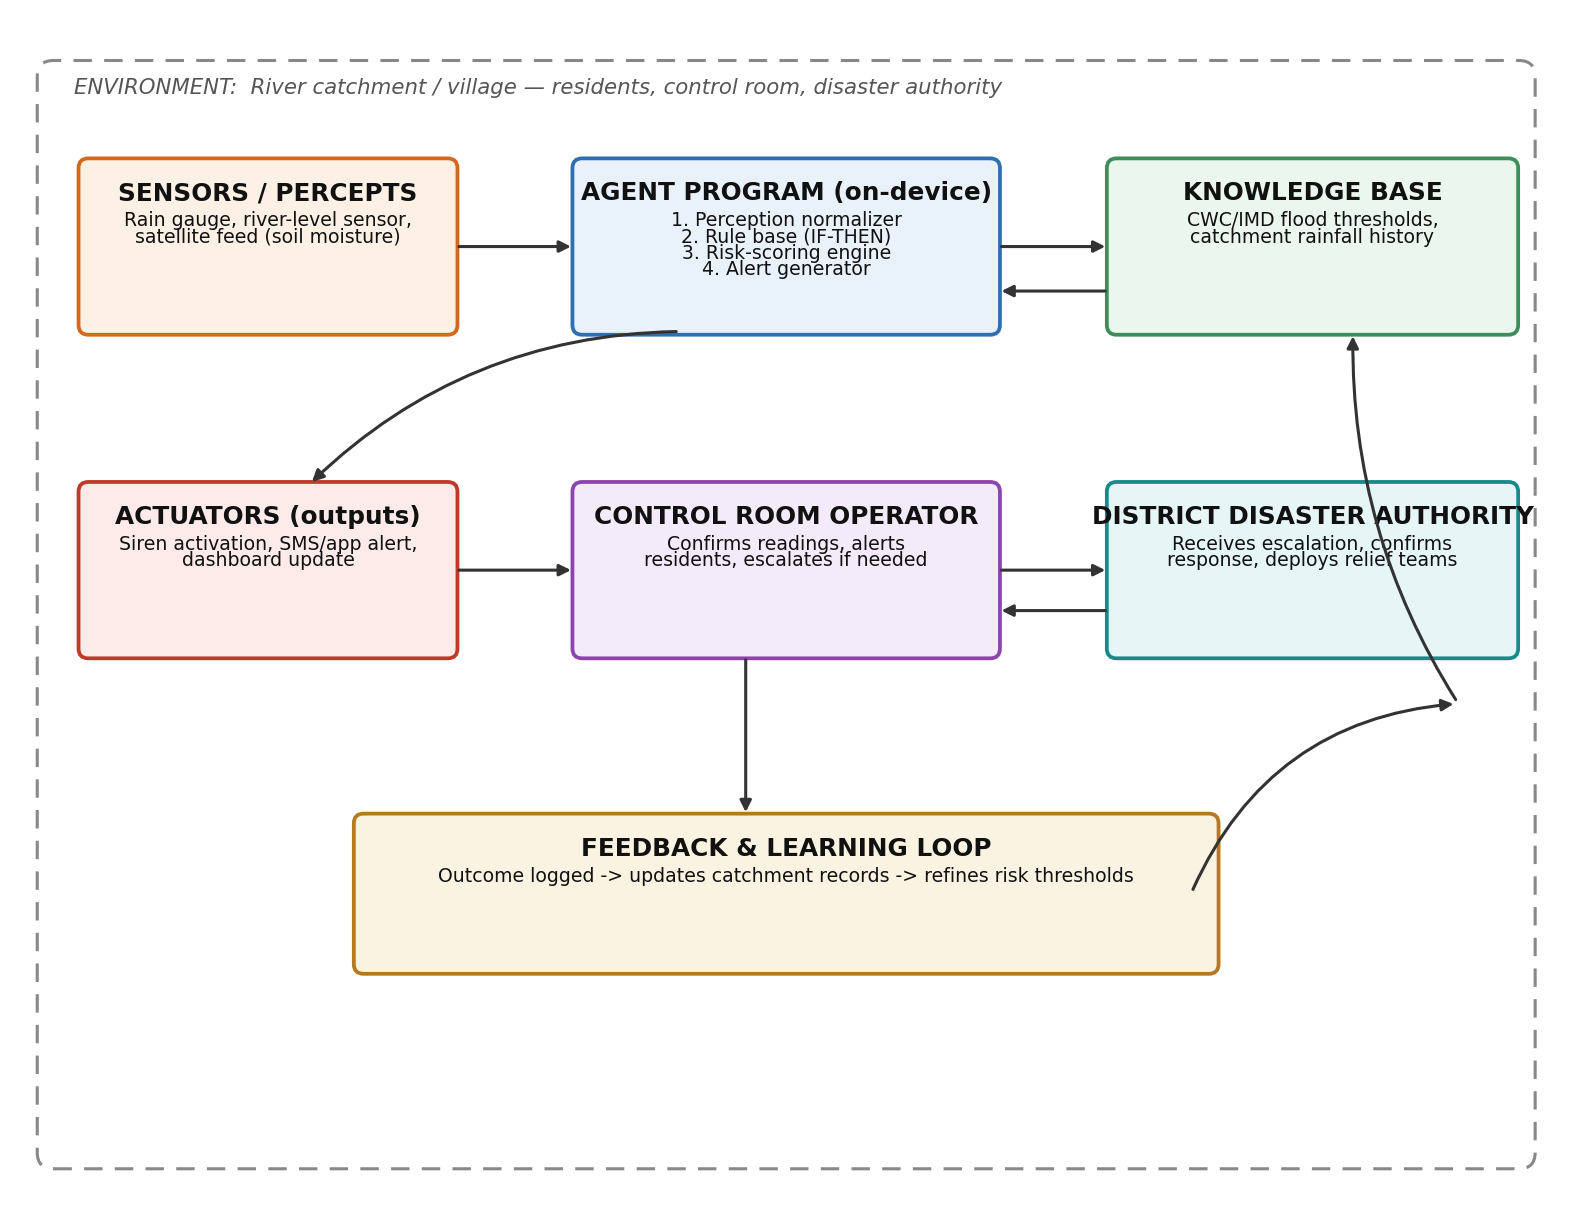 ENVIRONMENT:  River catchment / village — residents, control room, disaster authority
SENSORS / PERCEPTS
Rain gauge, river-level sensor,
satellite feed (soil moisture)
AGENT PROGRAM (on-device)
1. Perception normalizer
2. Rule base (IF-THEN)
3. Risk-scoring engine
4. Alert generator
KNOWLEDGE BASE
CWC/IMD flood thresholds,
catchment rainfall history
ACTUATORS (outputs)
Siren activation, SMS/app alert,
dashboard update
CONTROL ROOM OPERATOR
Confirms readings, alerts
residents, escalates if needed
DISTRICT DISASTER AUTHORITY
Receives escalation, confirms
response, deploys relief teams
FEEDBACK & LEARNING LOOP
Outcome logged -> updates catchment records -> refines risk thresholds